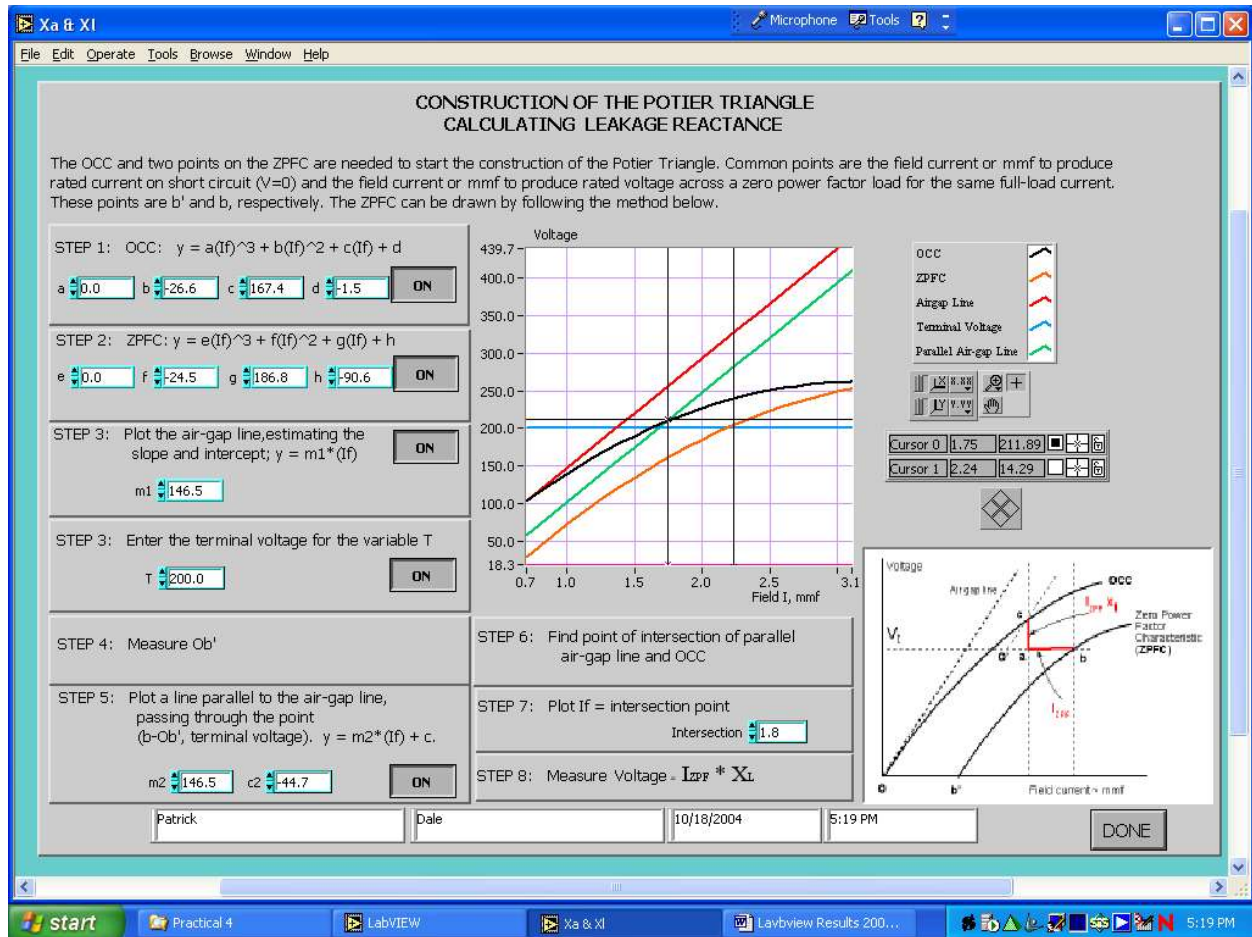 Xa & Xl
Microphone Tools
File Edit Operate Tools Browse Window Help
CONSTRUCTION OF THE POTIER TRIANGLE
CALCULATING LEAKAGE REACTANCE
The OCC and two points on the ZPFC are needed to start the construction of the Potier Triangle. Common points are the field current or mmf to produce
rated current on short circuit (V=0) and the field current or mmf to produce rated voltage across a zero power factor load for the same full-load current.
These points are b' and b, respectively. The ZPFC can be drawn by following the method below.
STEP 1: OCC: y = a(If)^3 + b(If)^2 + c(If) + d
a 0.0 b -26.6 c 167.4 d -1.5 ON
STEP 2: ZPFC: y = e(If)^3 + f(If)^2 + g(If) + h
e 0.0 f -24.5 g 186.8 h -90.6 ON
STEP 3: Plot the air-gap line,estimating the
slope and intercept; y = m1*(If)
ON
m1 146.5
STEP 3: Enter the terminal voltage for the variable T
T 200.0 ON
STEP 4: Measure Ob'
STEP 5: Plot a line parallel to the air-gap line,
passing through the point
(b-Ob', terminal voltage). y = m2*(If) + c.
m2 146.5 c2 -44.7 ON
Voltage
439.7
400.0
350.0
300.0
250.0
200.0
150.0
100.0
50.0
18.3
0.7 1.0 1.5 2.0 2.5 3.1
Field I, mmf
STEP 6: Find point of intersection of parallel
air-gap line and OCC
STEP 7: Plot If = intersection point
Intersection 1.8
STEP 8: Measure Voltage = IZPF * XL
OCC
ZPFC
Airgap Line
Terminal Voltage
Parallel Air-gap Line
X 8.88
Y Y.YY
Cursor 0 1.75 211.89
Cursor 1 2.24 14.29
Voltage
Air gap line
OCC
c
IZPF Xl
Zero Power
Factor
Characteristic
(ZPFC)
Vt
O' a b
IZPF
O b' Field current ~ mmf
Patrick Dale 10/18/2004 5:19 PM
DONE
start Practical 4 LabVIEW Xa & Xl Lavbview Results 200... 5:19 PM